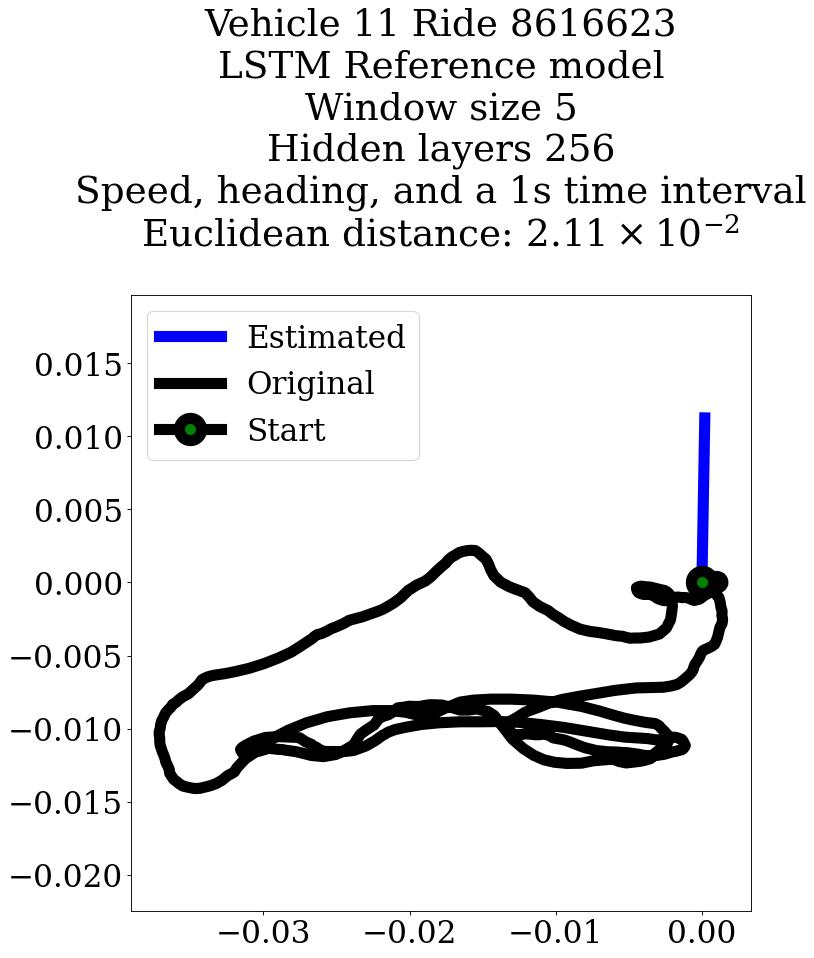 Vehicle 11 Ride 8616623
LSTM Reference model
Window size 5
Hidden layers 256
Speed, heading, and a 1s time interval
Euclidean distance: 2.11 × 10⁻²
Estimated
Original
Start
0.015
0.010
0.005
0.000
−0.005
−0.010
−0.015
−0.020
−0.03 −0.02 −0.01 0.00